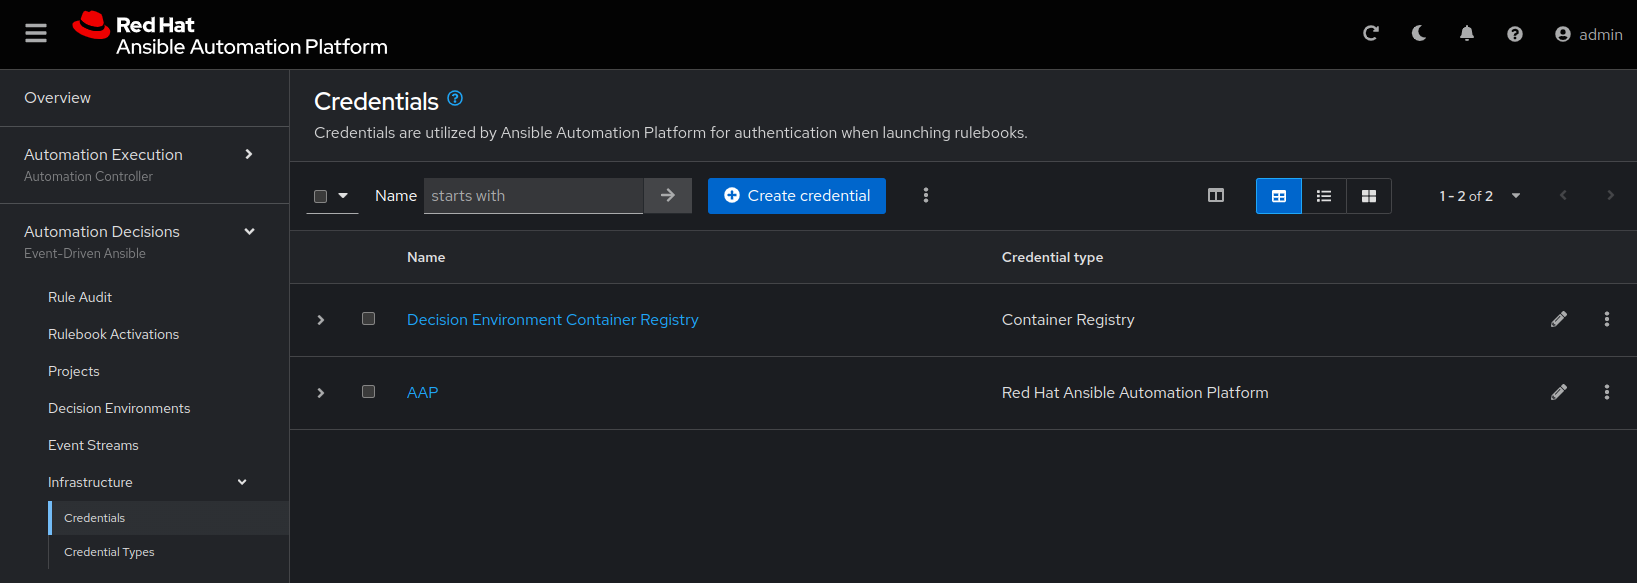 Red Hat
Ansible Automation Platform
admin
Overview
Automation Execution
Automation Controller
Automation Decisions
Event-Driven Ansible
Rule Audit
Rulebook Activations
Projects
Decision Environments
Event Streams
Infrastructure
Credentials
Credential Types
Credentials
Credentials are utilized by Ansible Automation Platform for authentication when launching rulebooks.
Name starts with Create credential 1 - 2 of 2
Name Credential type
Decision Environment Container Registry Container Registry
AAP Red Hat Ansible Automation Platform